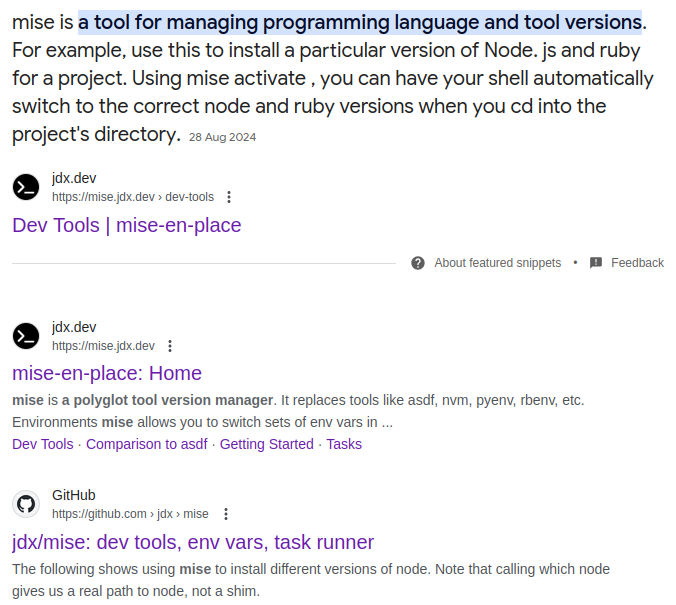 mise is a tool for managing programming language and tool versions.
For example, use this to install a particular version of Node. js and ruby
for a project. Using mise activate , you can have your shell automatically
switch to the correct node and ruby versions when you cd into the
project's directory. 28 Aug 2024
jdx.dev
https://mise.jdx.dev › dev-tools
Dev Tools | mise-en-place
About featured snippets • Feedback
jdx.dev
https://mise.jdx.dev
mise-en-place: Home
mise is a polyglot tool version manager. It replaces tools like asdf, nvm, pyenv, rbenv, etc.
Environments mise allows you to switch sets of env vars in ...
Dev Tools · Comparison to asdf · Getting Started · Tasks
GitHub
https://github.com › jdx › mise
jdx/mise: dev tools, env vars, task runner
The following shows using mise to install different versions of node. Note that calling which node
gives us a real path to node, not a shim.